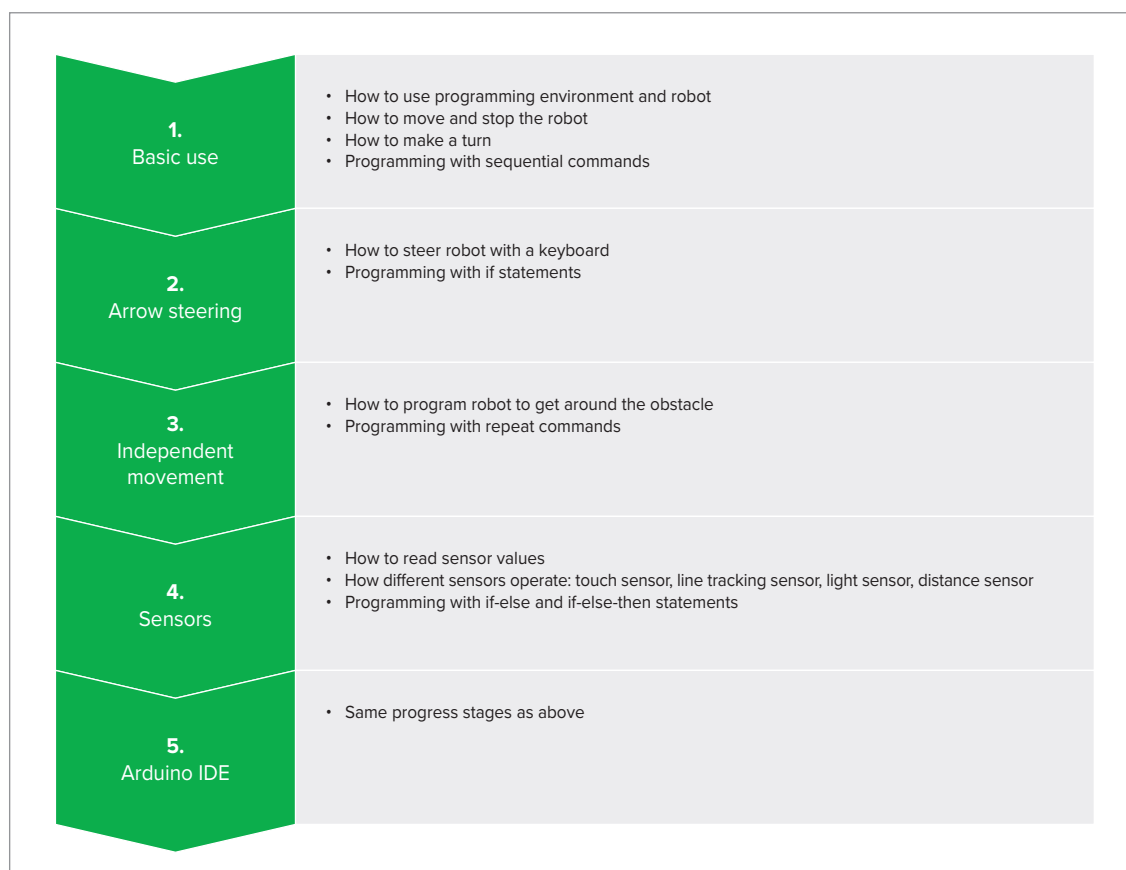 1.
Basic use
• How to use programming environment and robot
• How to move and stop the robot
• How to make a turn
• Programming with sequential commands
2.
Arrow steering
• How to steer robot with a keyboard
• Programming with if statements
3.
Independent
movement
• How to program robot to get around the obstacle
• Programming with repeat commands
4.
Sensors
• How to read sensor values
• How different sensors operate: touch sensor, line tracking sensor, light sensor, distance sensor
• Programming with if-else and if-else-then statements
5.
Arduino IDE
• Same progress stages as above